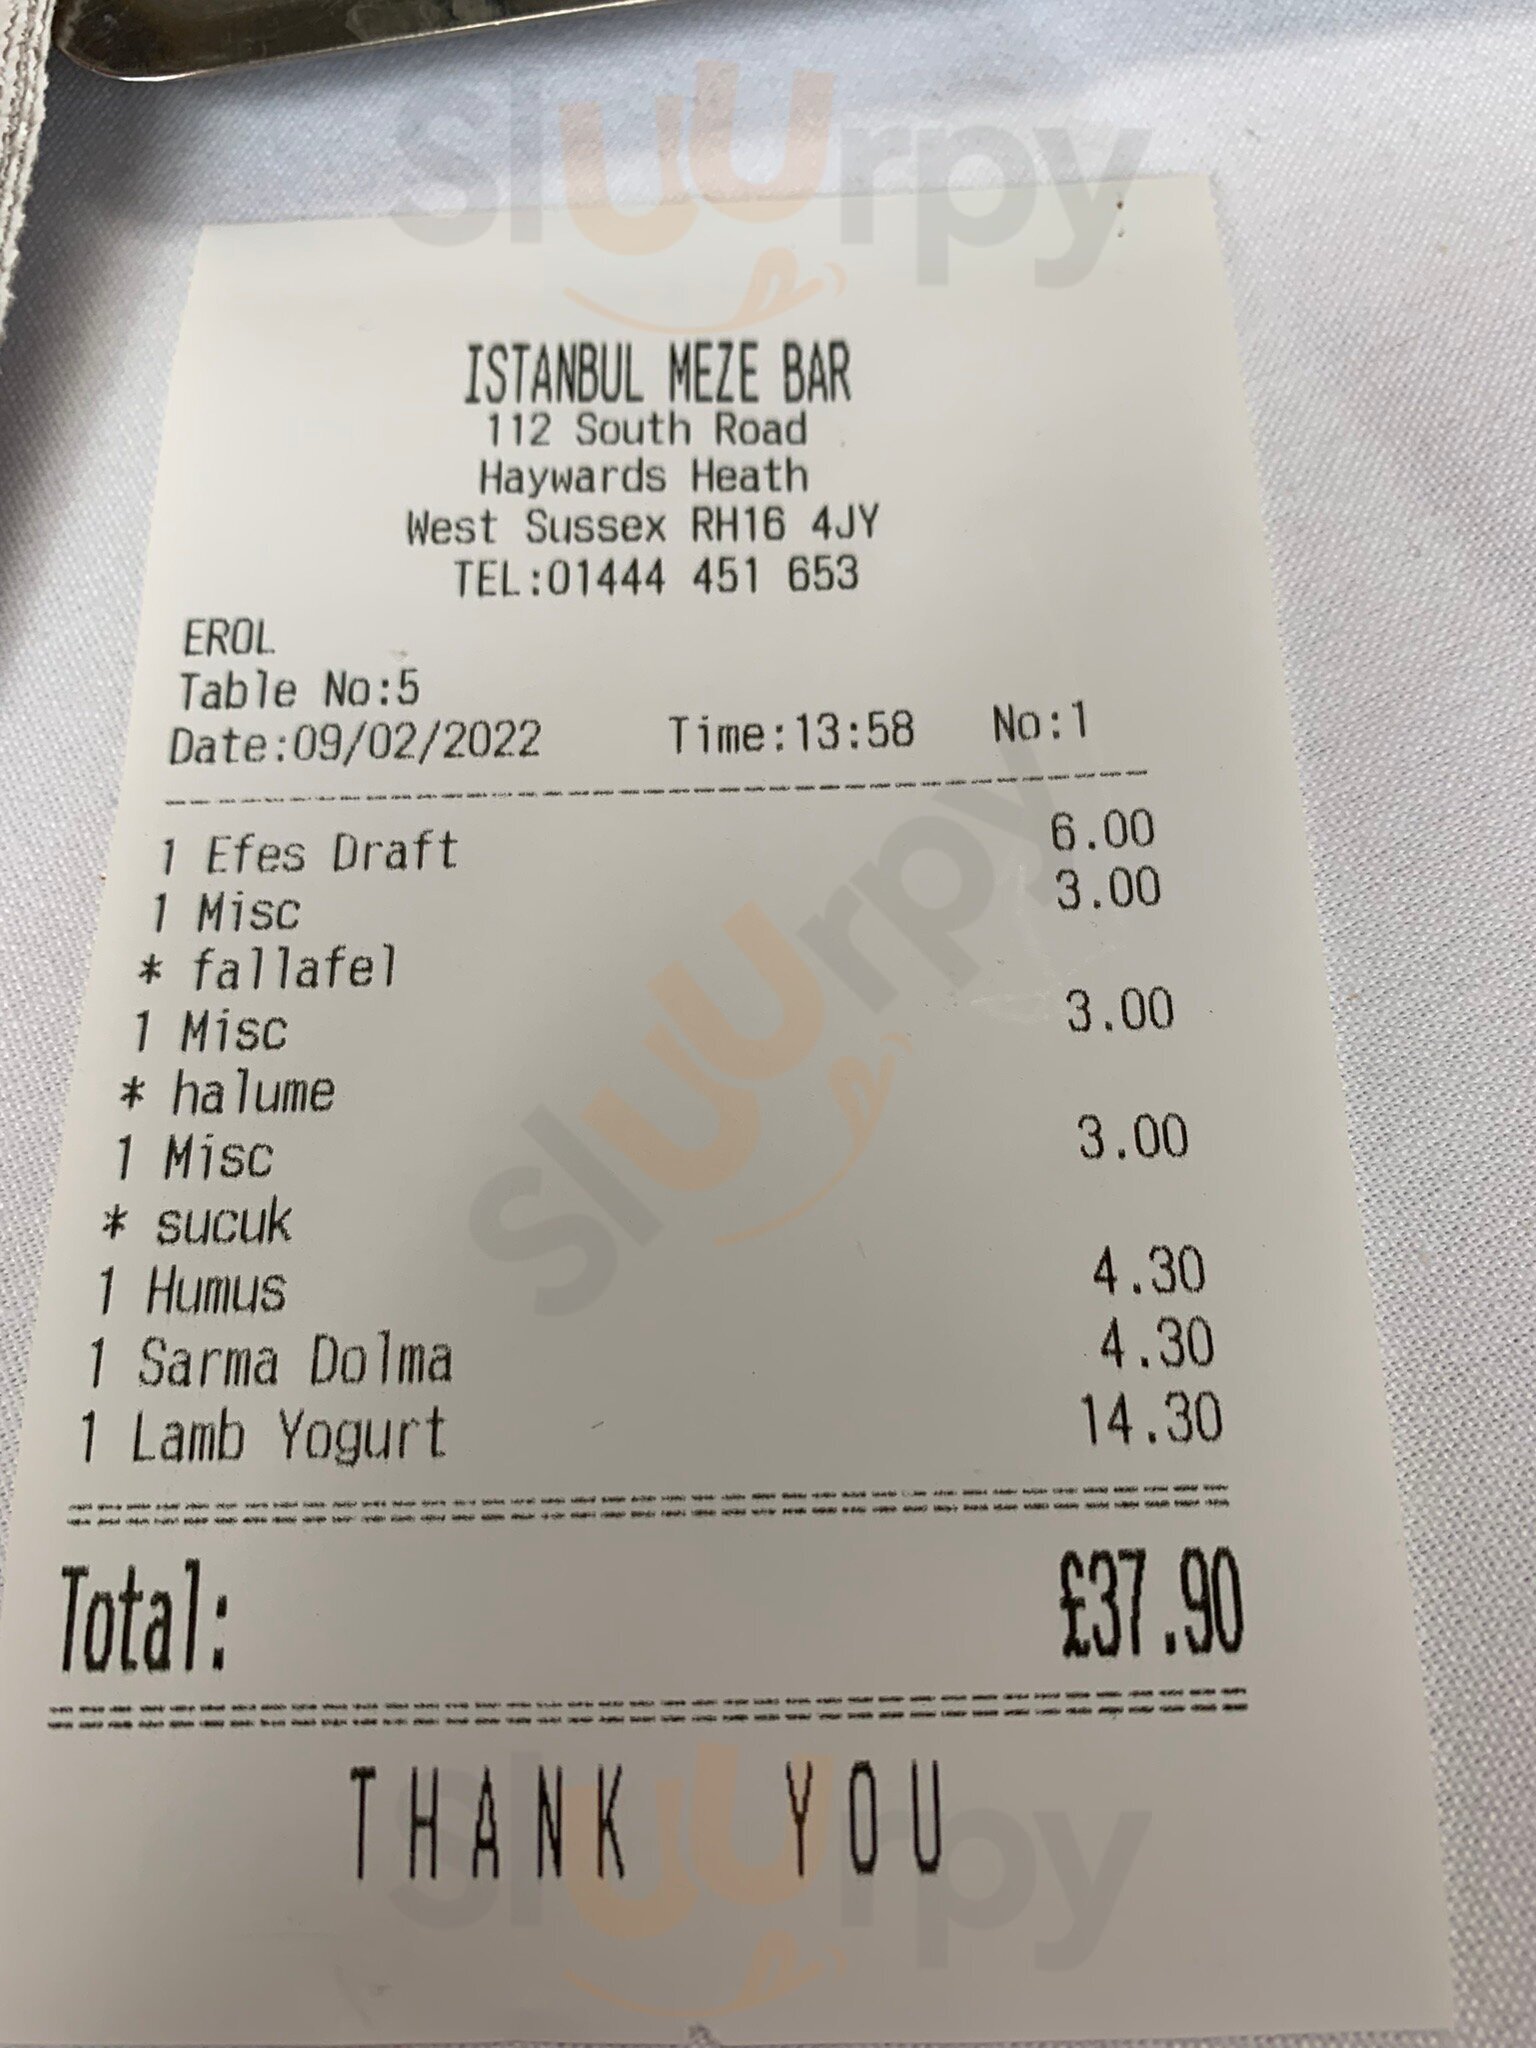 Sluurpy
ISTANBUL MEZE BAR
112 South Road
Haywards Heath
West Sussex RH16 4JY
TEL:01444 451 653
EROL
Table No:5
Date:09/02/2022 Time:13:58 No:1
1 Efes Draft 6.00
1 Misc 3.00
* fallafel
1 Misc 3.00
* halume
1 Misc 3.00
* sucuk
Sluurpy
1 Humus 4.30
1 Sarma Dolma 4.30
1 Lamb Yogurt 14.30
Total: £37.90
THANK YOU
Sluurpy